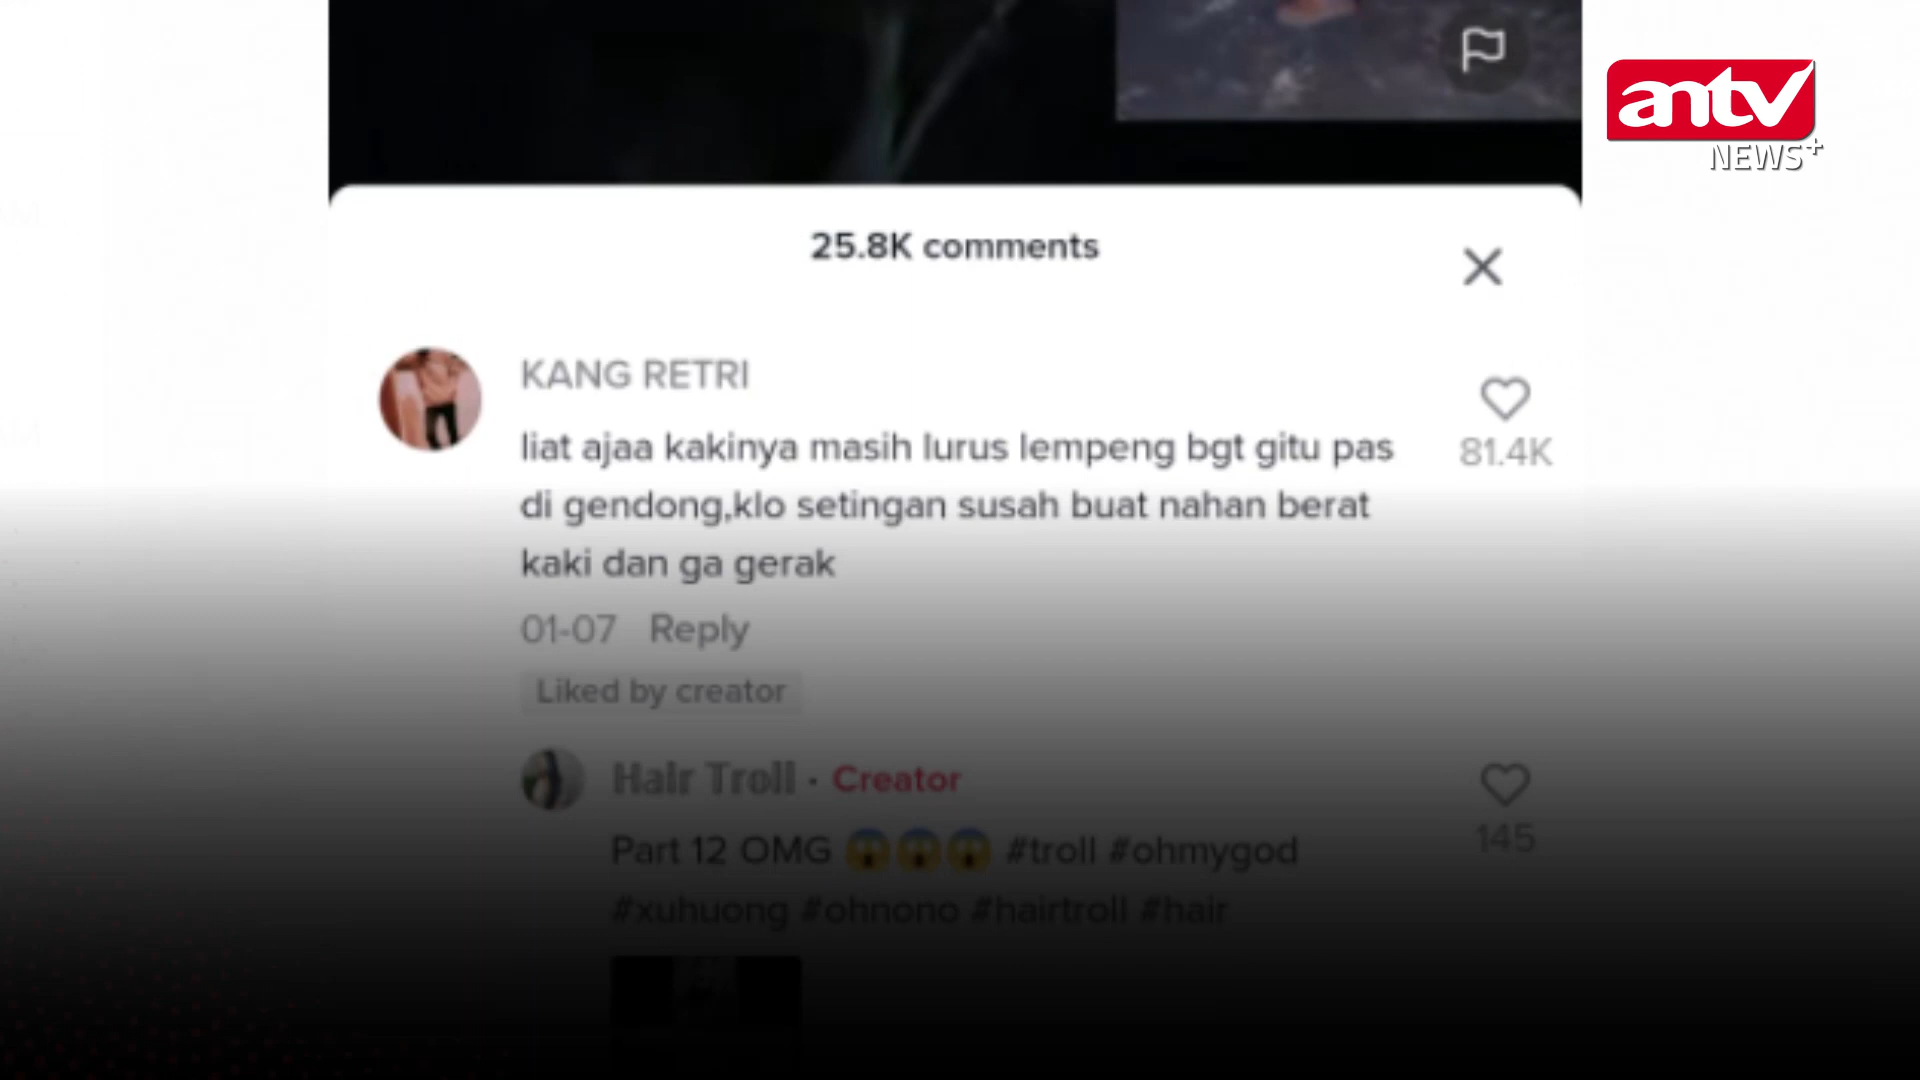 antv
NEWS+
25.8K comments
KANG RETRI
liat ajaa kakinya masih lurus lempeng bgt gitu pas
di gendong,klo setingan susah buat nahan berat
kaki dan ga gerak
81.4K
01-07 Reply
Liked by creator
Hair Troll · Creator
Part 12 OMG 😱😱😱 #troll #ohmygod
#xuhuong #ohnono #hairtroll #hair
145